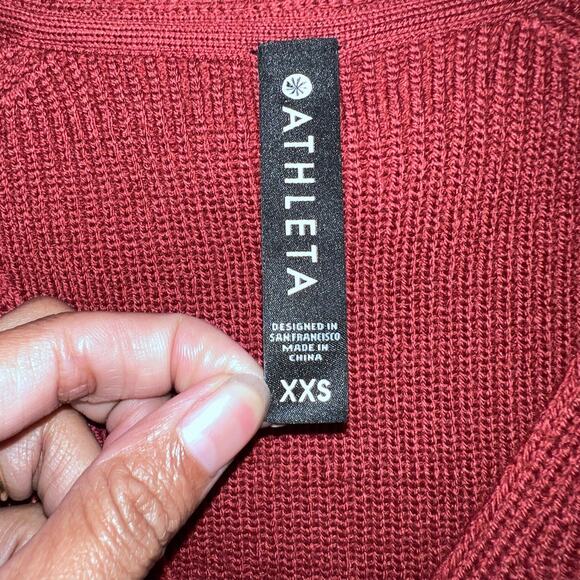 ATHLETA
DESIGNED IN
SAN FRANCISCO
MADE IN
CHINA
XXS